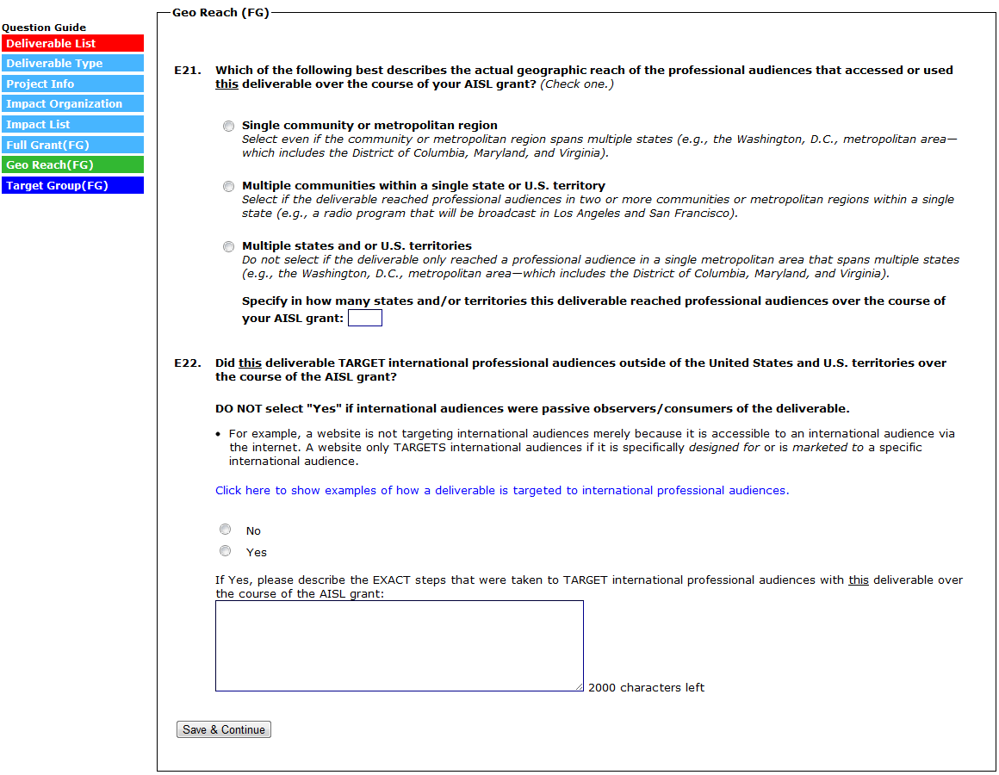 Geo Reach (FG)
Question Guide
Deliverable List
Deliverable Type
Project Info
Impact Organization
Impact List
Full Grant(FG)
Geo Reach(FG)
Target Group(FG)
E21. Which of the following best describes the actual geographic reach of the professional audiences that accessed or used
this deliverable over the course of your AISL grant? (Check one.)
Single community or metropolitan region
Select even if the community or metropolitan region spans multiple states (e.g., the Washington, D.C., metropolitan area—
which includes the District of Columbia, Maryland, and Virginia).
Multiple communities within a single state or U.S. territory
Select if the deliverable reached professional audiences in two or more communities or metropolitan regions within a single
state (e.g., a radio program that will be broadcast in Los Angeles and San Francisco).
Multiple states and or U.S. territories
Do not select if the deliverable only reached a professional audience in a single metropolitan area that spans multiple states
(e.g., the Washington, D.C., metropolitan area—which includes the District of Columbia, Maryland, and Virginia).
Specify in how many states and/or territories this deliverable reached professional audiences over the course of
your AISL grant:
E22. Did this deliverable TARGET international professional audiences outside of the United States and U.S. territories over
the course of the AISL grant?
DO NOT select "Yes" if international audiences were passive observers/consumers of the deliverable.
• For example, a website is not targeting international audiences merely because it is accessible to an international audience via
the internet. A website only TARGETS international audiences if it is specifically designed for or is marketed to a specific
international audience.
Click here to show examples of how a deliverable is targeted to international professional audiences.
No
Yes
If Yes, please describe the EXACT steps that were taken to TARGET international professional audiences with this deliverable over
the course of the AISL grant:
2000 characters left
Save & Continue